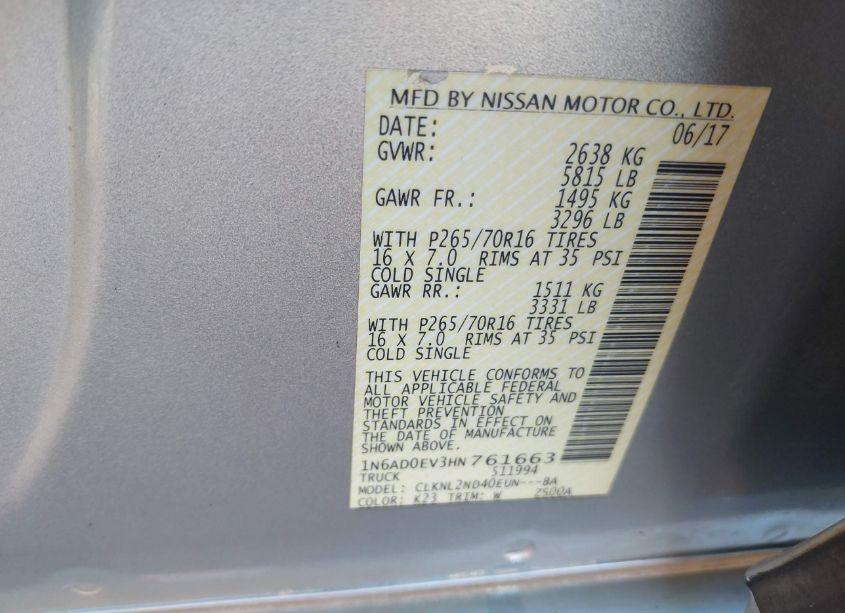 MFD BY NISSAN MOTOR CO., LTD.
DATE: 06/17
GVWR: 2638 KG
5815 LB
GAWR FR.: 1495 KG
3296 LB
WITH P265/70R16 TIRES
16 X 7.0 RIMS AT 35 PSI
COLD SINGLE
GAWR RR.: 1511 KG
3331 LB
WITH P265/70R16 TIRES
16 X 7.0 RIMS AT 35 PSI
COLD SINGLE
THIS VEHICLE CONFORMS TO
ALL APPLICABLE FEDERAL
MOTOR VEHICLE SAFETY AND
THEFT PREVENTION
STANDARDS IN EFFECT ON
THE DATE OF MANUFACTURE
SHOWN ABOVE.
1N6AD0EV3HN761663
TRUCK 511994
MODEL: CLKNL2ND40EUN---BA
COLOR: K23 TRIM: W 2500A